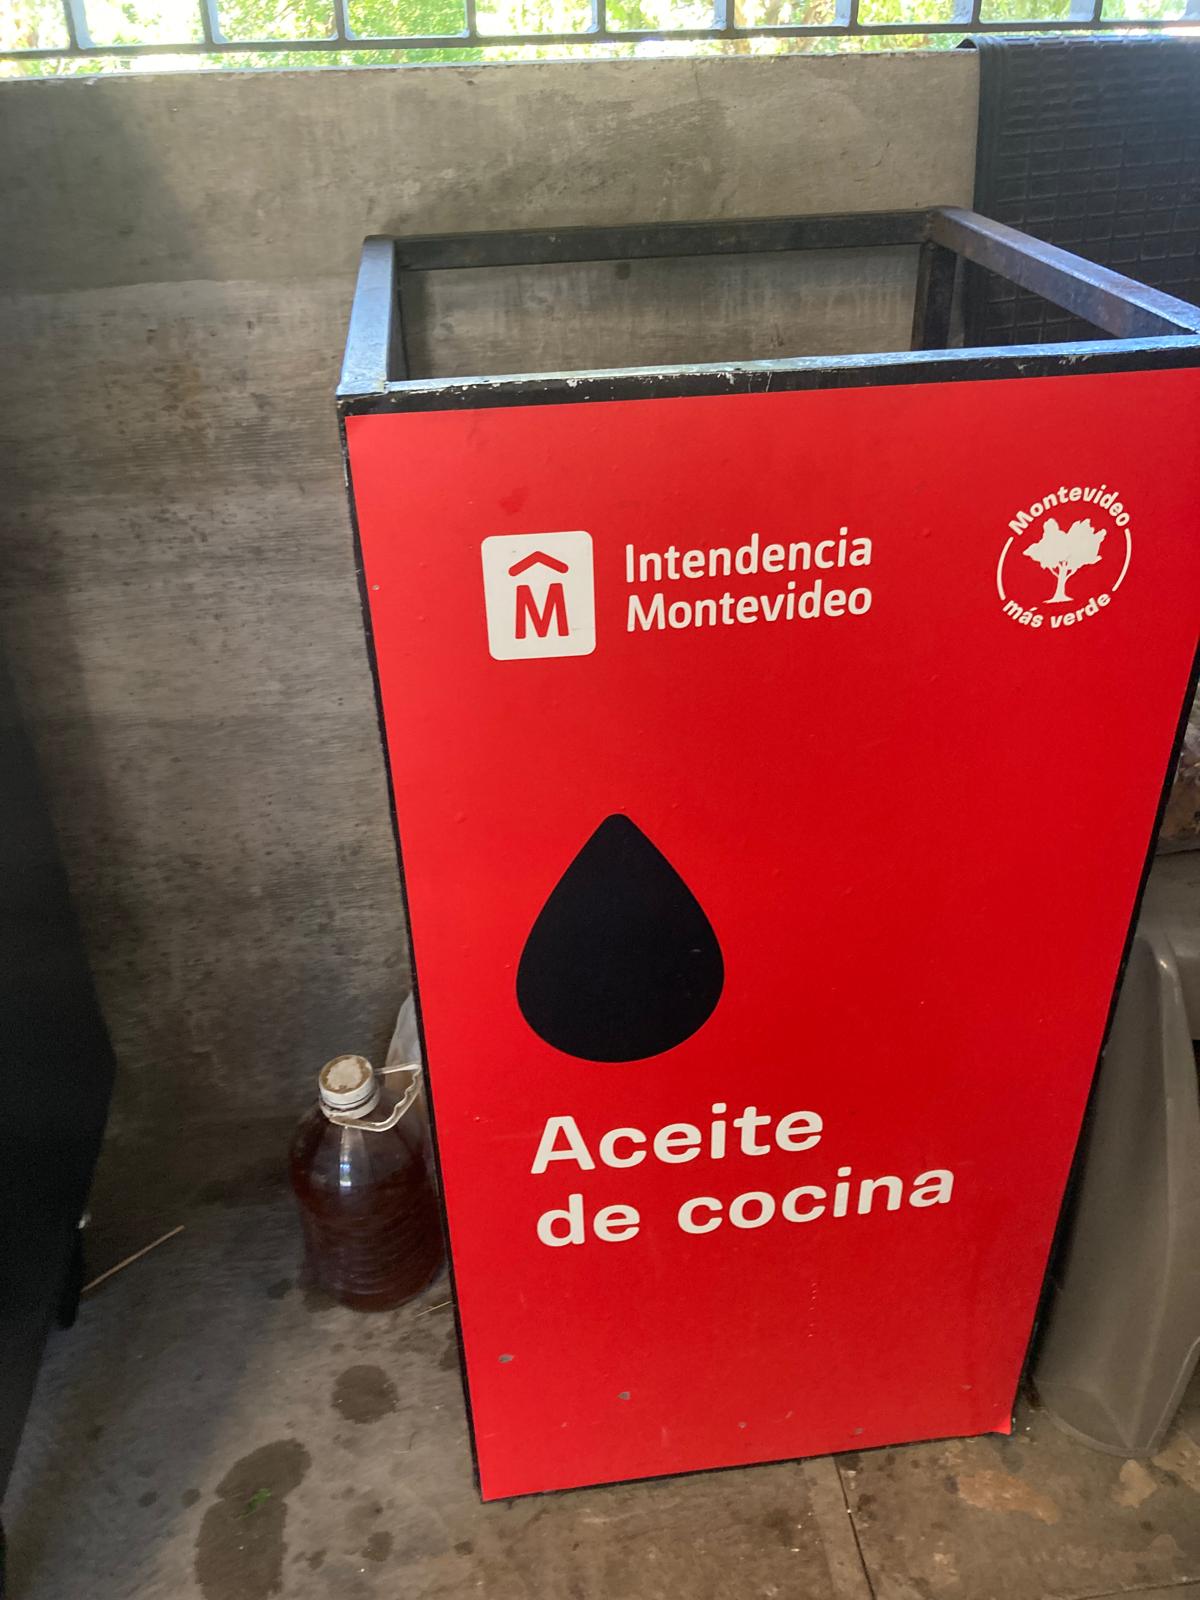 M
Intendencia
Montevideo
Montevideo
más verde
Aceite
de cocina